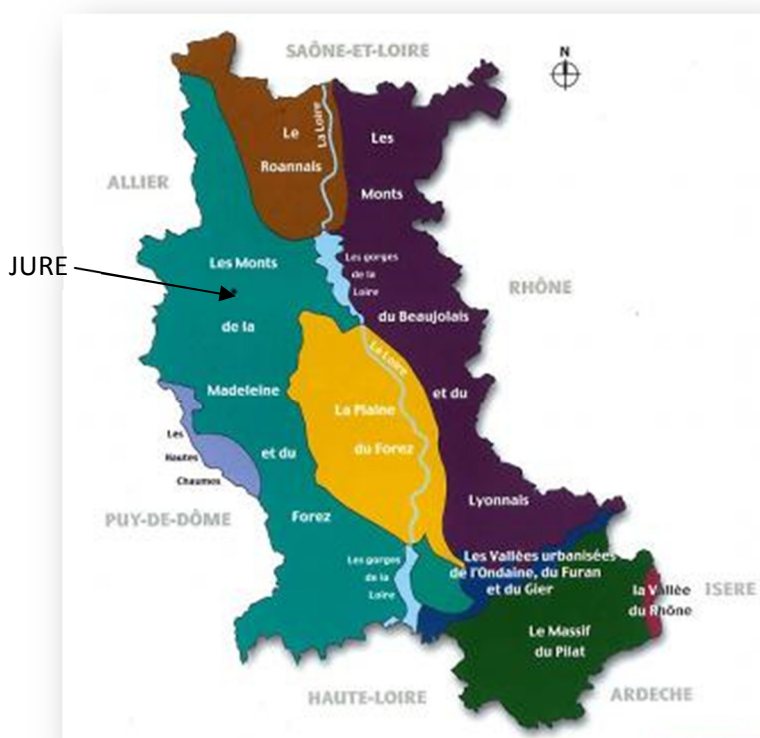 SAÔNE-ET-LOIRE
N
Le
Roannais
La Loire
Les
Monts
ALLIER
JURE
Les Monts
de la
Madeleine
et du
Forez
Les gorges
de la
Loire
RHÔNE
du Beaujolais
et du
Lyonnais
La Loire
La Plaine
du Forez
Les
Hautes
Chaumes
PUY-DE-DÔME
Les gorges
de la
Loire
Les Vallées urbanisées
de l'Ondaine, du Furan
et du Gier
la Vallée
du Rhône
ISERE
Le Massif
du Pilat
HAUTE-LOIRE
ARDECHE